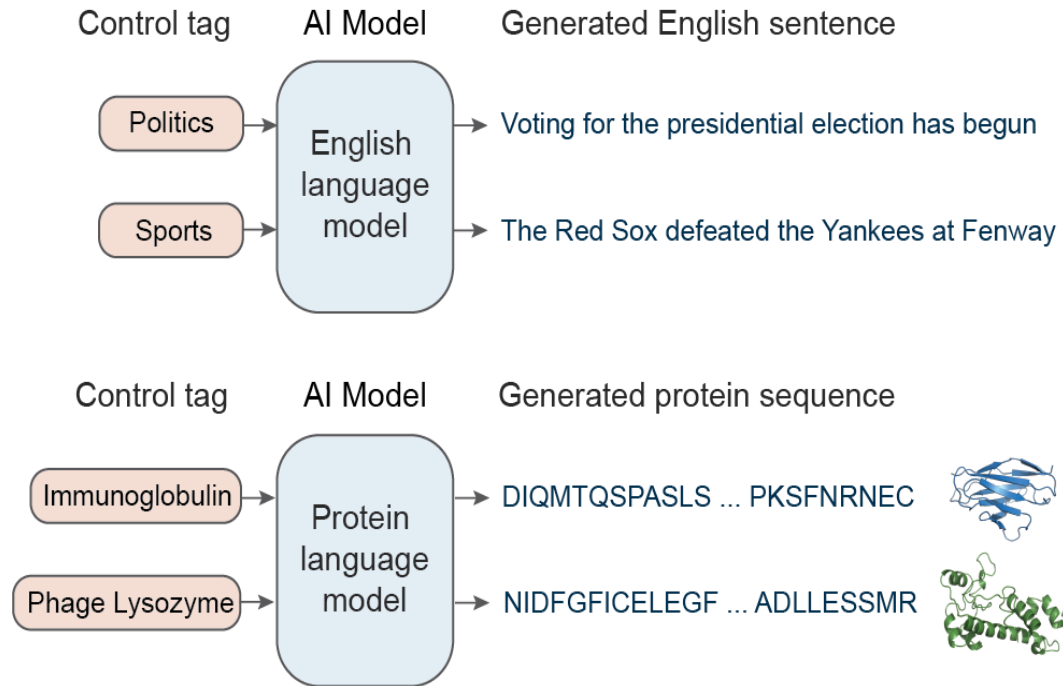 Control tag AI Model Generated English sentence
Politics
English language model
Voting for the presidential election has begun
Sports
The Red Sox defeated the Yankees at Fenway
Control tag AI Model Generated protein sequence
Immunoglobulin
Protein language model
DIQMTQSPASLS ... PKSFNRNEC
Phage Lysozyme
NIDFGFICELEGF ... ADLLESSMR